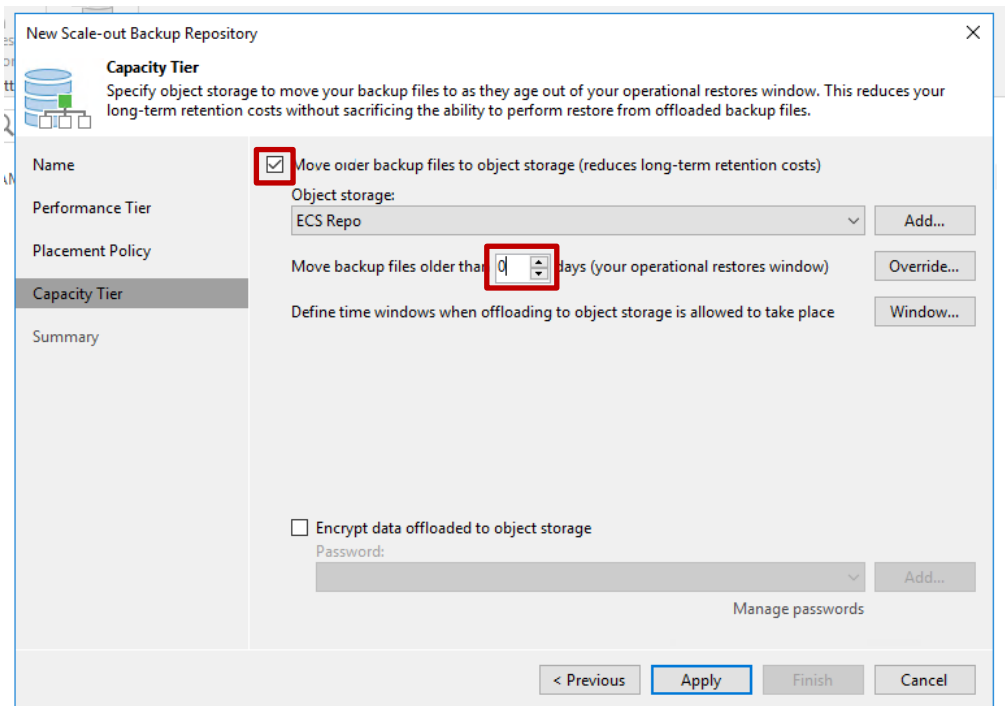 New Scale-out Backup Repository
Capacity Tier
Specify object storage to move your backup files to as they age out of your operational restores window. This reduces your
long-term retention costs without sacrificing the ability to perform restore from offloaded backup files.
Name
Performance Tier
Placement Policy
Capacity Tier
Summary
Move older backup files to object storage (reduces long-term retention costs)
Object storage:
ECS Repo
Add...
Move backup files older than 0 days (your operational restores window)
Override...
Define time windows when offloading to object storage is allowed to take place
Window...
Encrypt data offloaded to object storage
Password:
Add...
Manage passwords
< Previous
Apply
Finish
Cancel